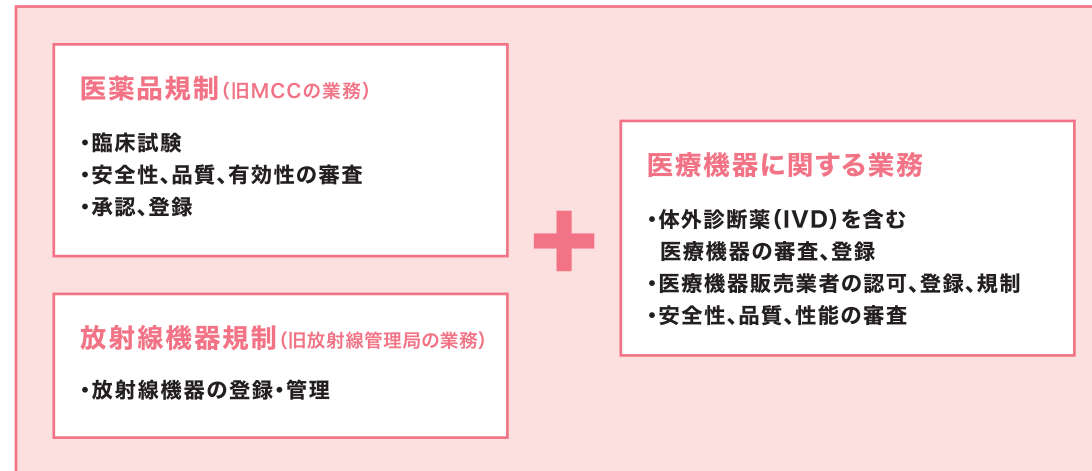 医薬品規制(旧MCCの業務)
・臨床試験
・安全性、品質、有効性の審査
・承認、登録
放射線機器規制(旧放射線管理局の業務)
・放射線機器の登録・管理
+
医療機器に関する業務
・体外診断薬(IVD)を含む
医療機器の審査、登録
・医療機器販売業者の認可、登録、規制
・安全性、品質、性能の審査